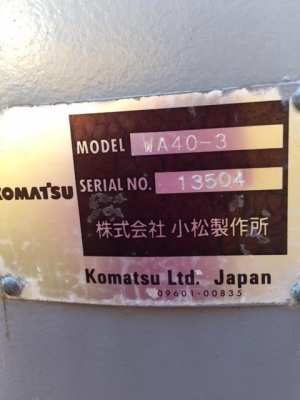 MODEL WA40-3
KOMATSU SERIAL NO. 13504
株式会社 小松製作所
Komatsu Ltd. Japan
09601-00835